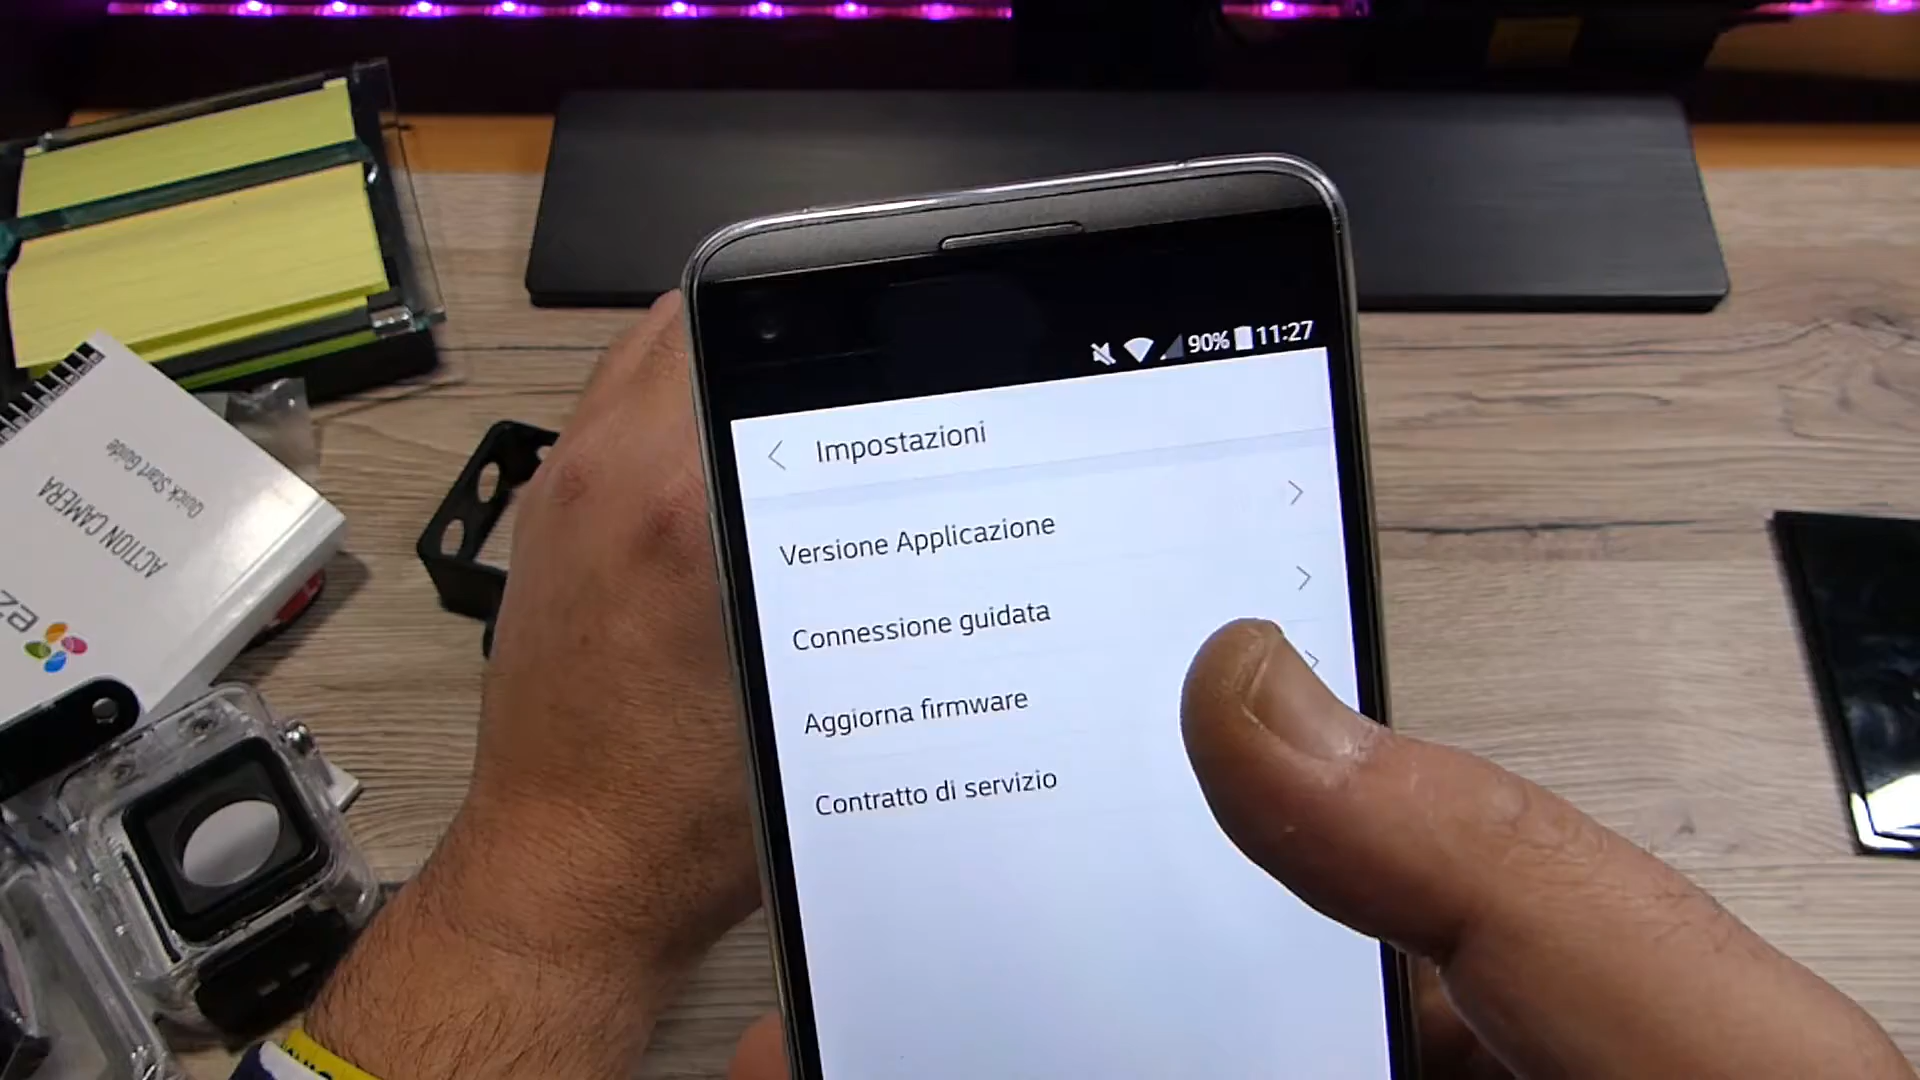 90% 11:27
Impostazioni
Versione Applicazione
Connessione guidata
Aggiorna firmware
Contratto di servizio
ACTION CAMERA
Quick Start Guide
ez